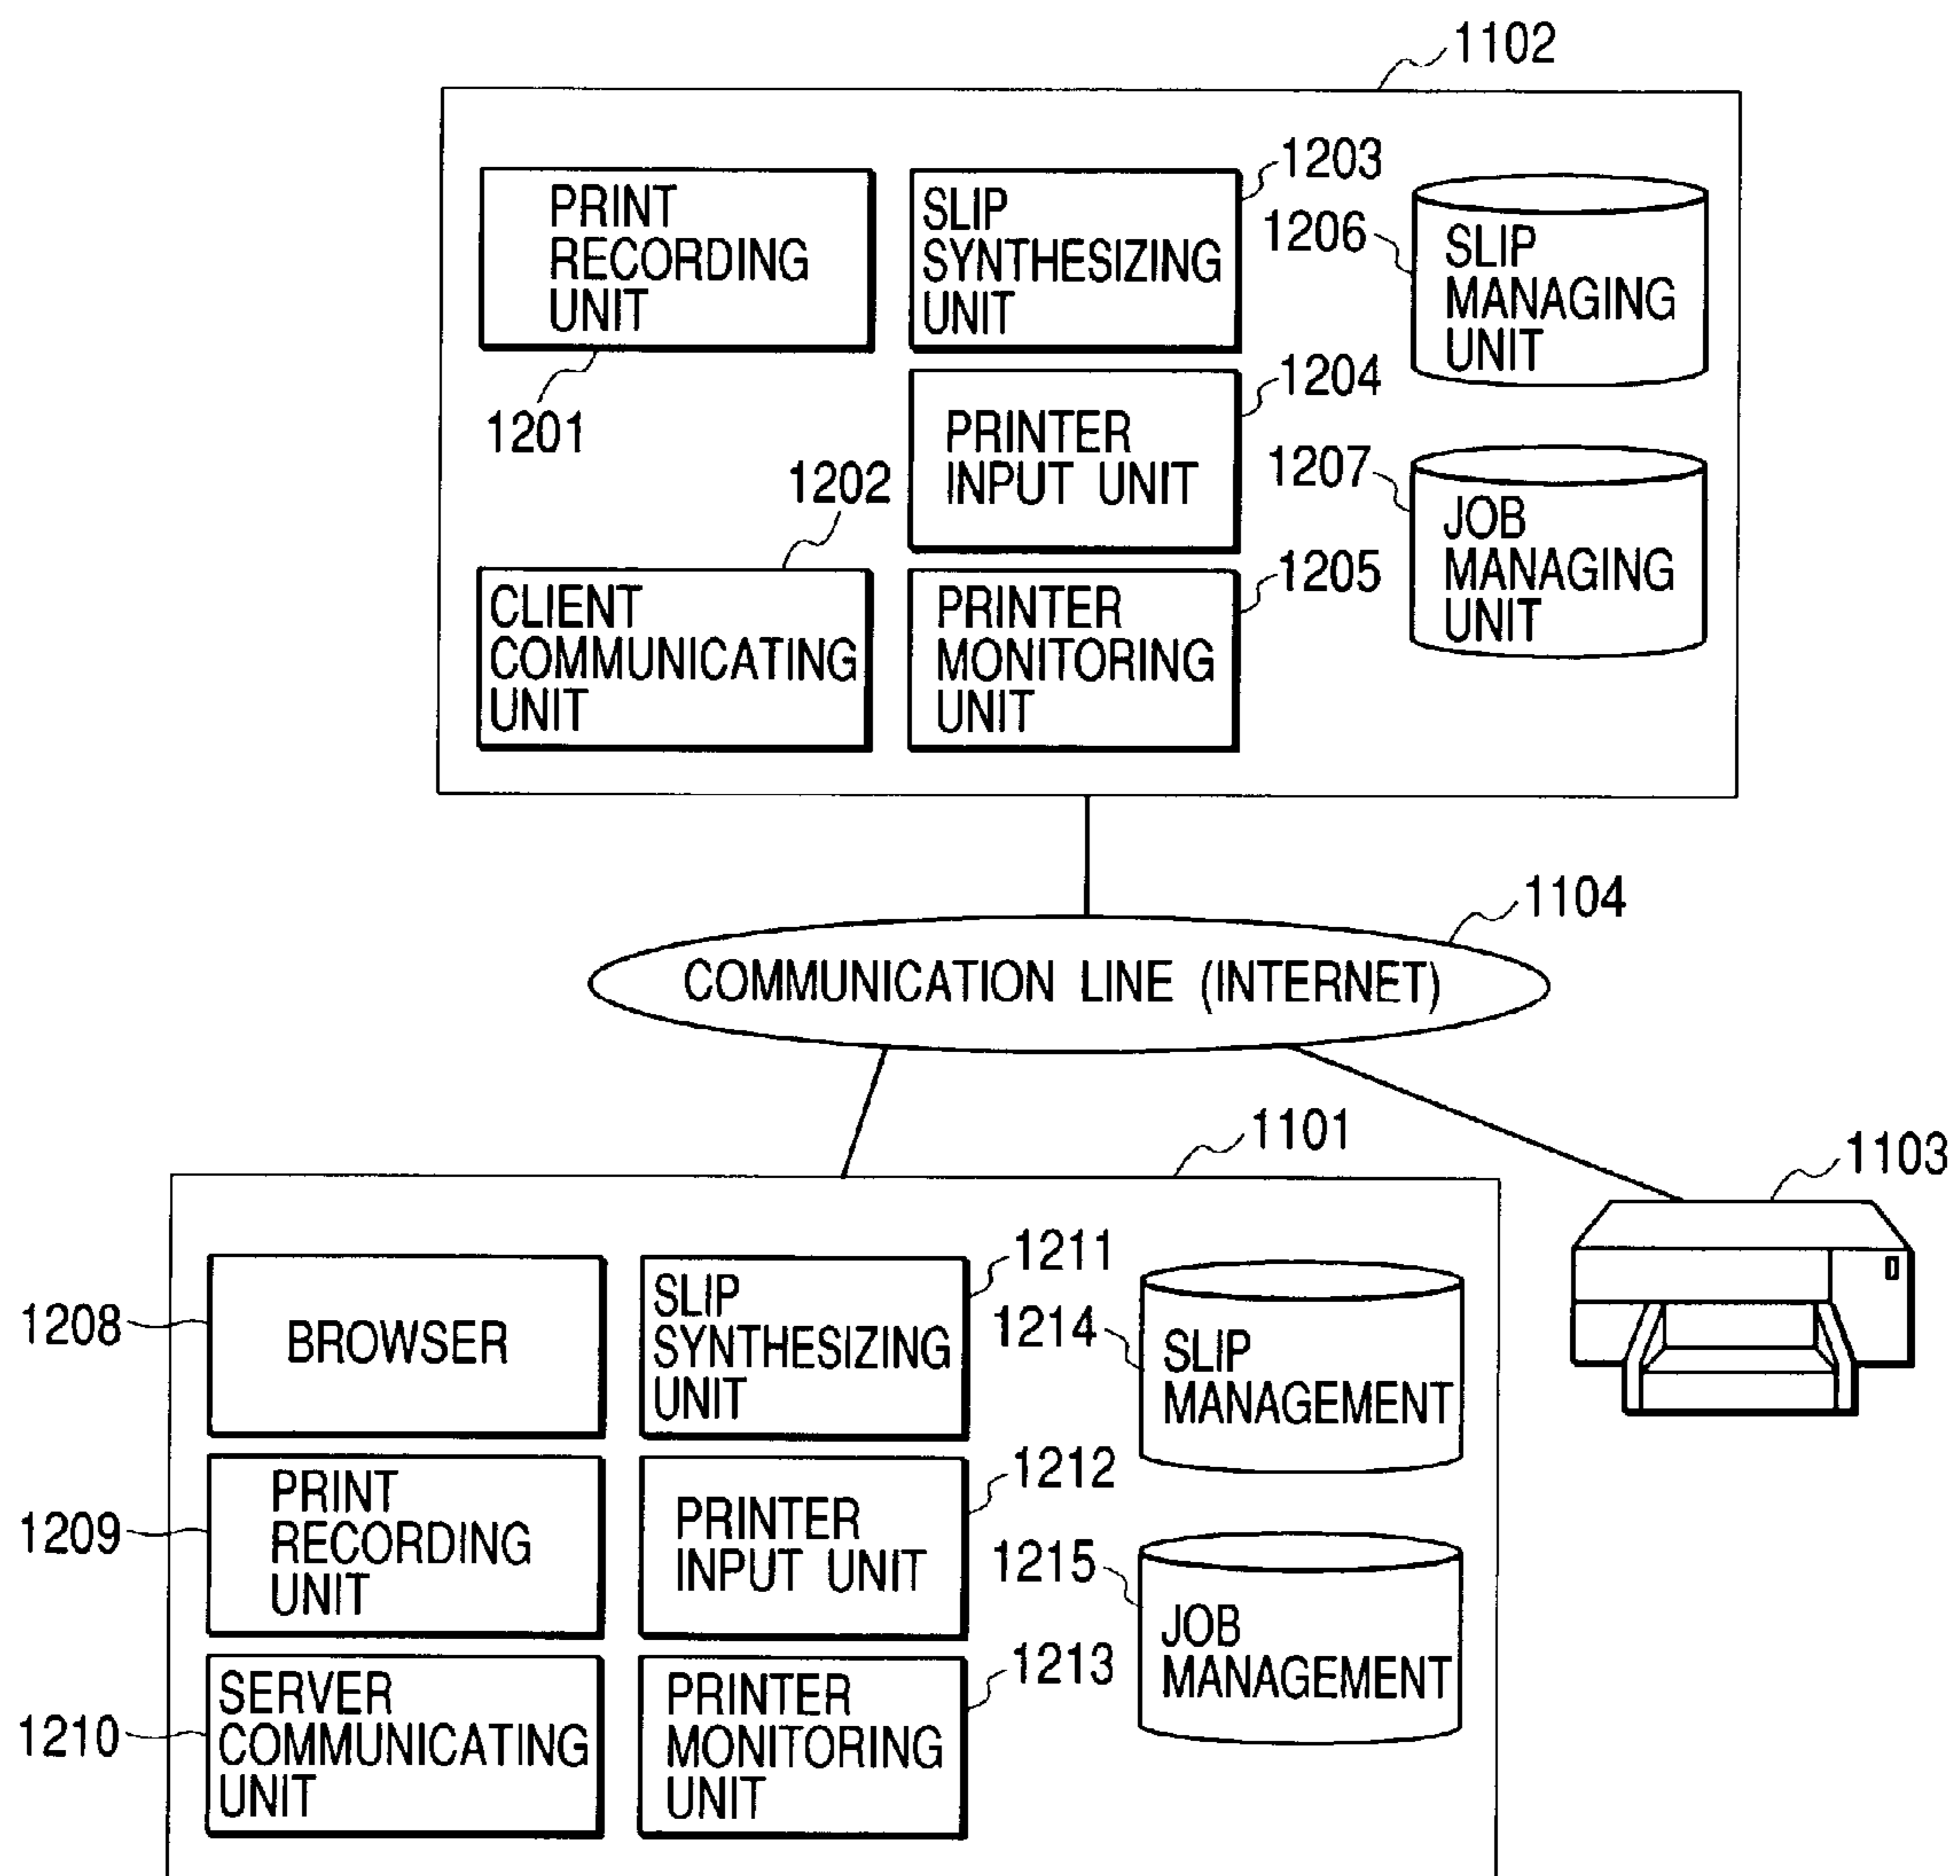 1102
PRINT
RECORDING
UNIT
1201
SLIP
SYNTHESIZING
UNIT
1203
1206
SLIP
MANAGING
UNIT
PRINTER
INPUT UNIT
1204
1207
JOB
MANAGING
UNIT
1202
CLIENT
COMMUNICATING
UNIT
PRINTER
MONITORING
UNIT
1205
1104
COMMUNICATION LINE (INTERNET)
1101
1103
1208
BROWSER
SLIP
SYNTHESIZING
UNIT
1211
1214
SLIP
MANAGEMENT
1209
PRINT
RECORDING
UNIT
PRINTER
INPUT UNIT
1212
1215
JOB
MANAGEMENT
1210
SERVER
COMMUNICATING
UNIT
PRINTER
MONITORING
UNIT
1213